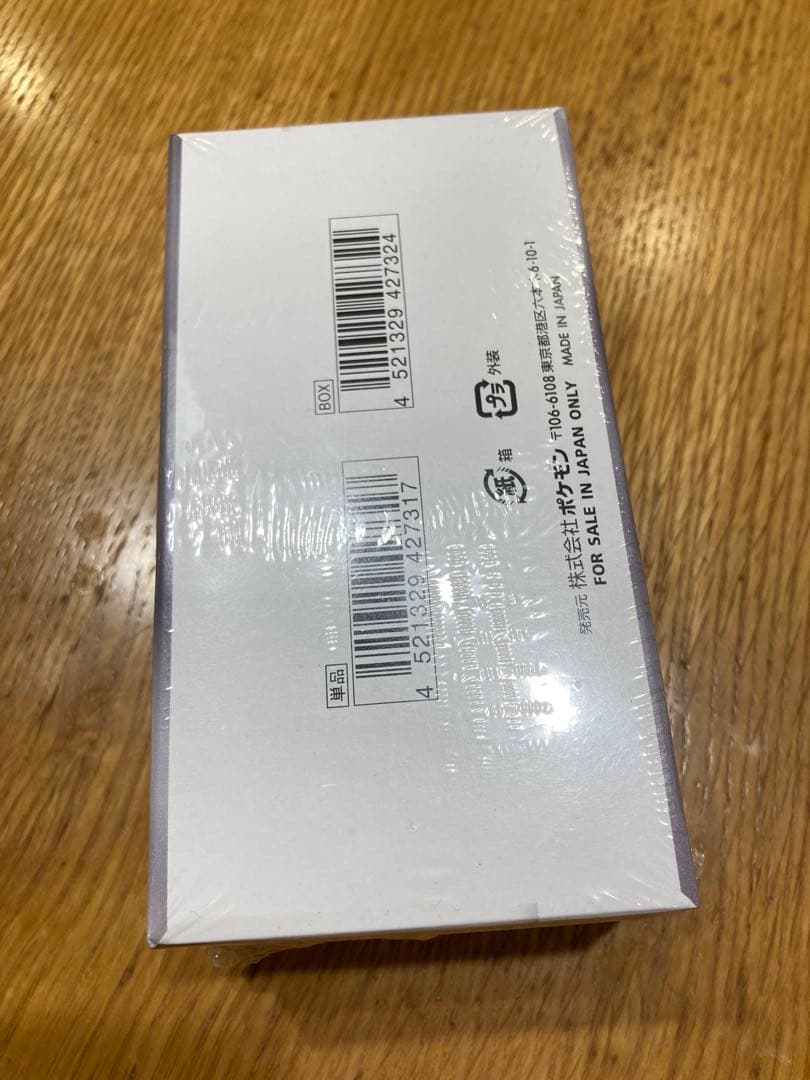 BOX
4 521329 427324
単品
4 521329 427317
紙 箱
プラ 外装
発売元 株式会社ポケモン 〒106-6108 東京都港区六本木6-10-1
FOR SALE IN JAPAN ONLY MADE IN JAPAN